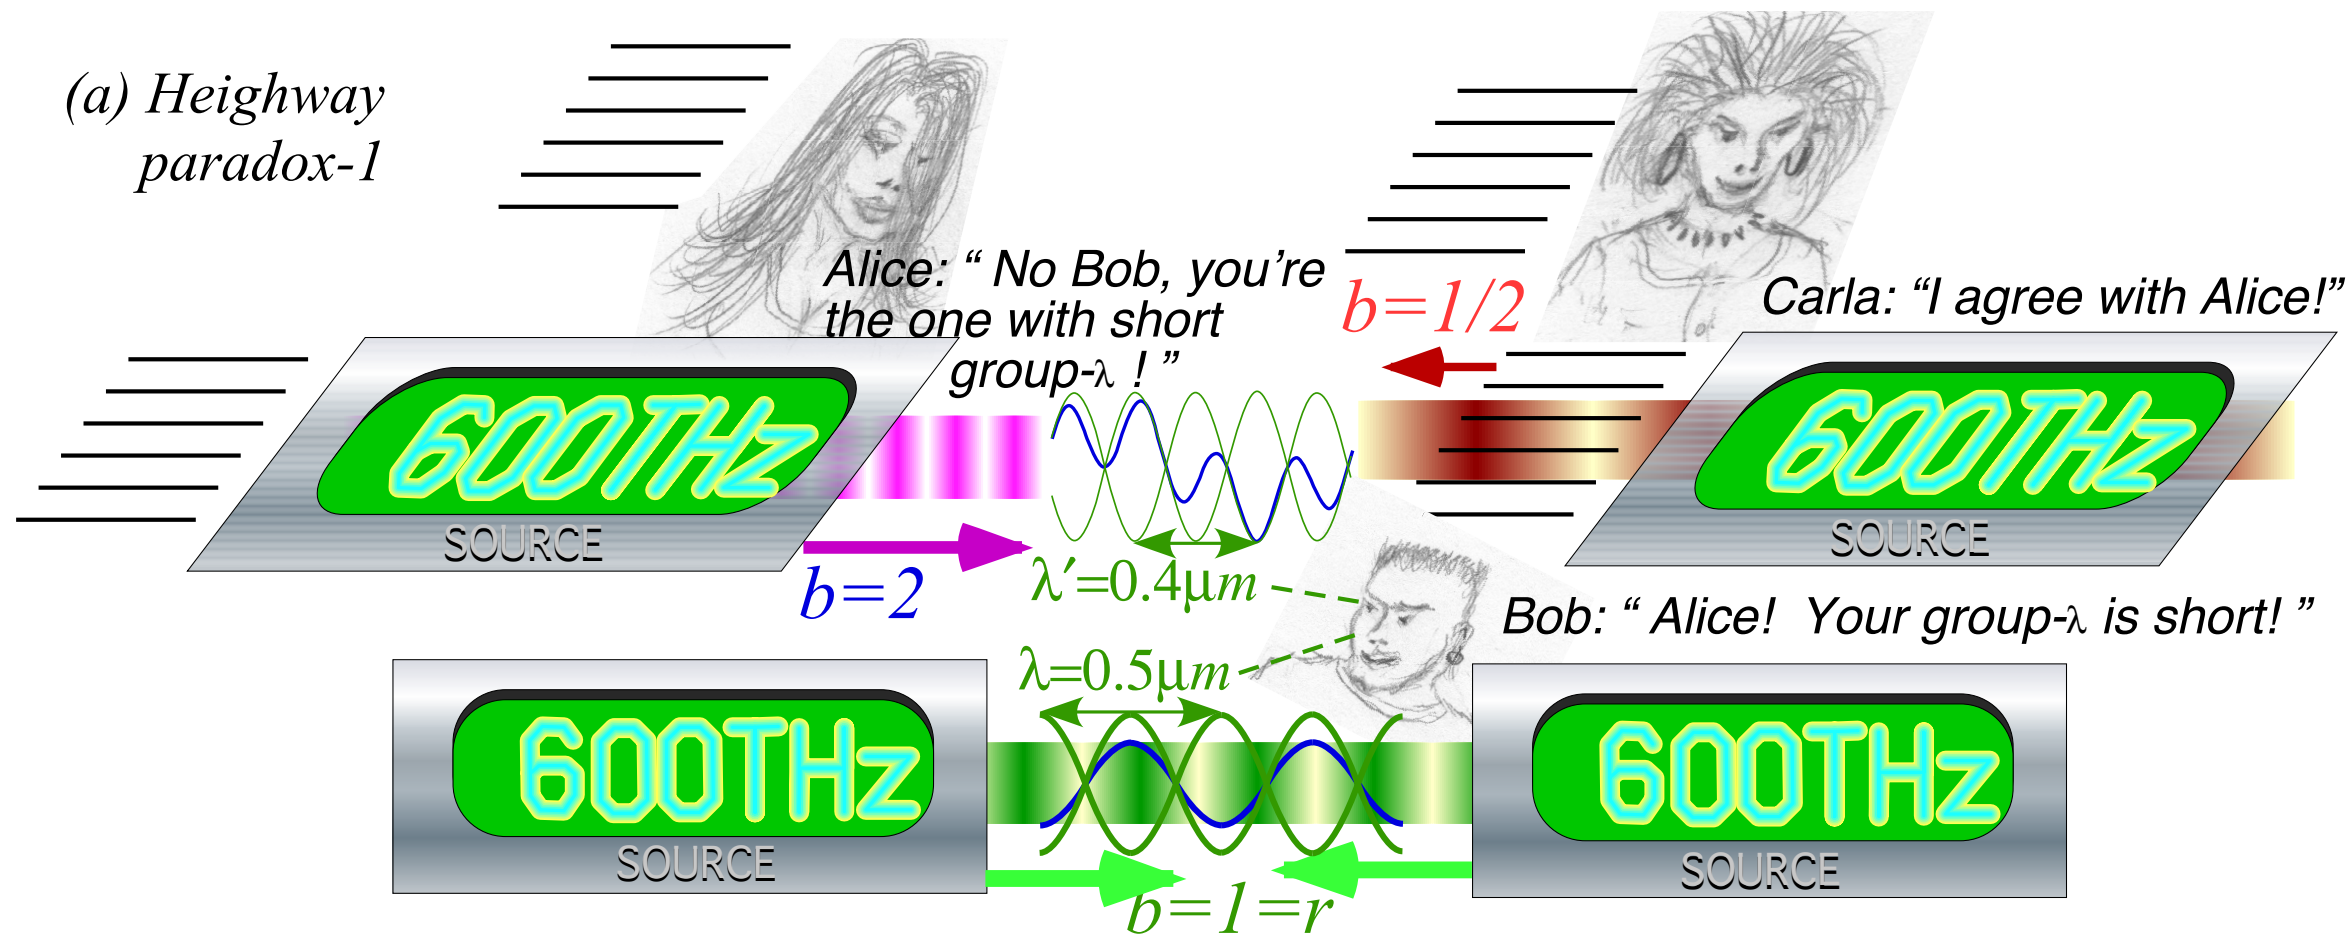 (a) Heighway
paradox-1
Alice: “ No Bob, you’re
the one with short
group-λ ! ”
b=1/2
Carla: “I agree with Alice!”
600THz
SOURCE
600THz
SOURCE
b=2
λ′=0.4μm
Bob: “ Alice!  Your group-λ is short! ”
λ=0.5μm
600THz
SOURCE
600THz
SOURCE
b=1=r